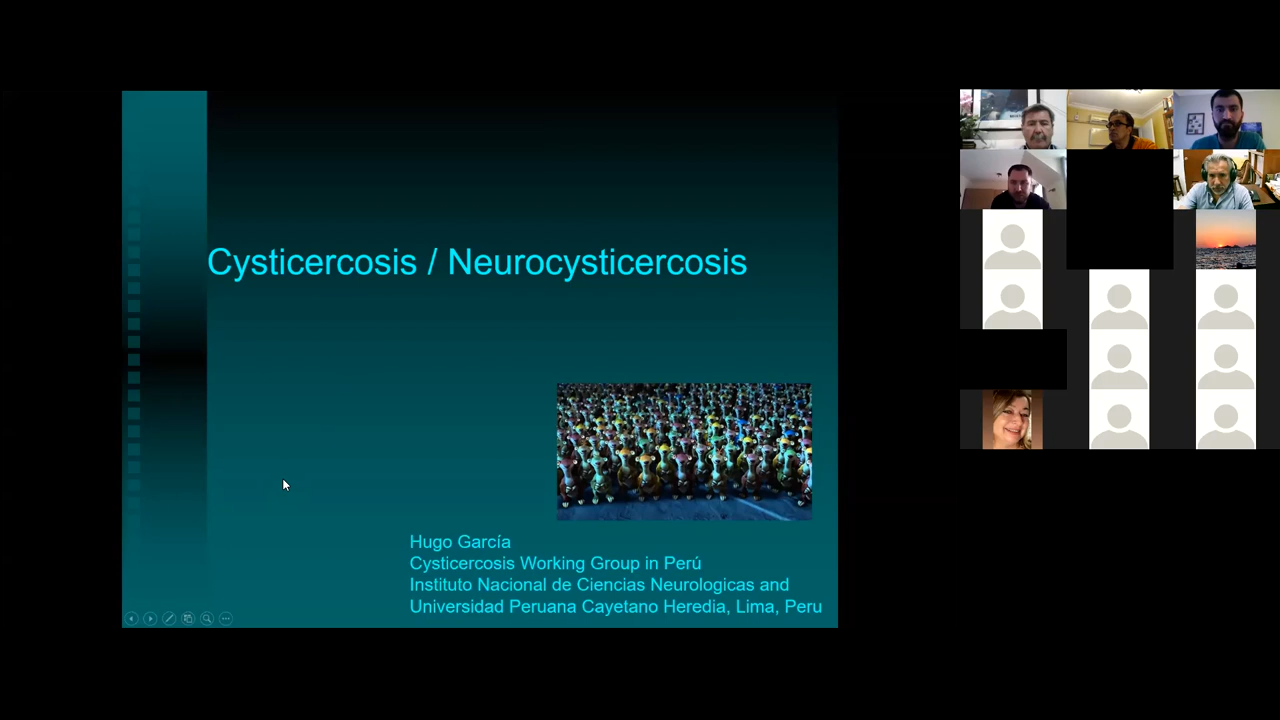 Cysticercosis / Neurocysticercosis
Hugo García
Cysticercosis Working Group in Perú
Instituto Nacional de Ciencias Neurologicas and
Universidad Peruana Cayetano Heredia, Lima, Peru